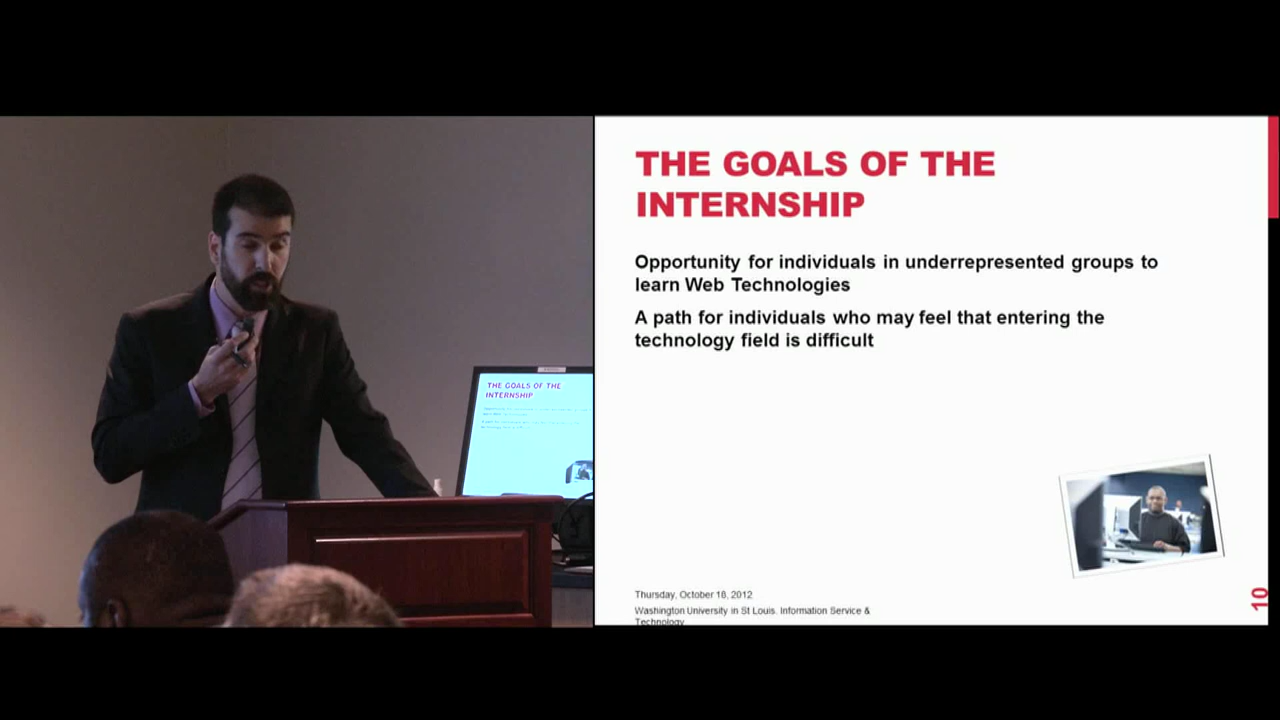 THE GOALS OF THE
INTERNSHIP
Opportunity for individuals in underrepresented groups to
learn Web Technologies
A path for individuals who may feel that entering the
technology field is difficult
Thursday, October 18, 2012
Washington University in St Louis. Information Service &
Technology
10
THE GOALS OF THE
INTERNSHIP